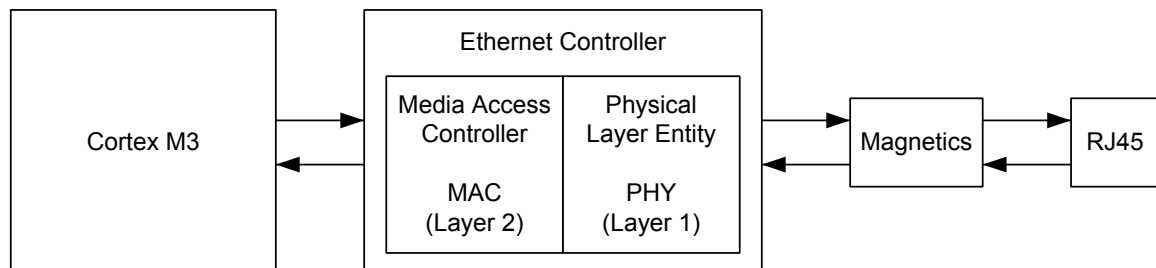 Cortex M3
Ethernet Controller
Media Access
Controller
MAC
(Layer 2)
Physical
Layer Entity
PHY
(Layer 1)
Magnetics
RJ45